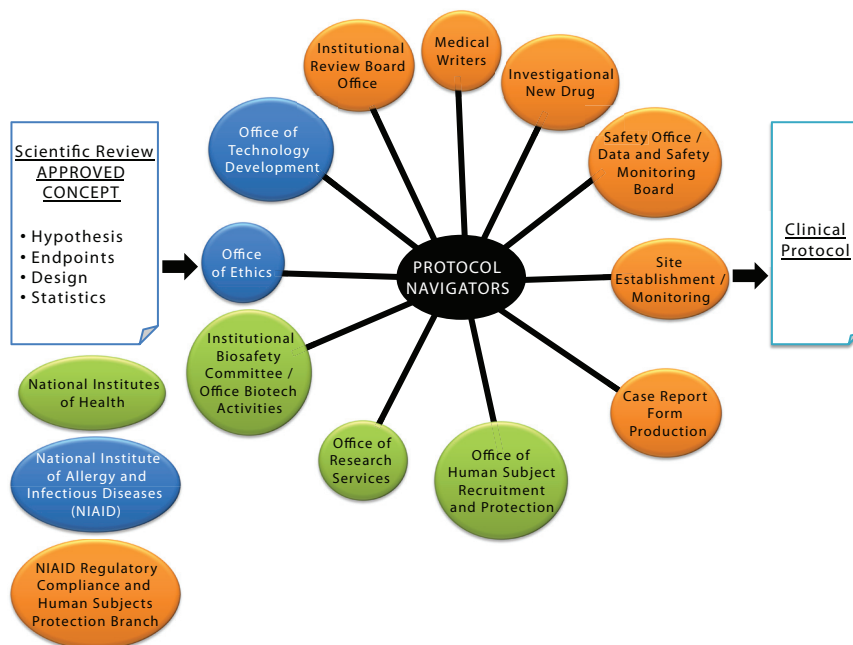 Scientific Review
APPROVED
CONCEPT
• Hypothesis
• Endpoints
• Design
• Statistics
Institutional
Review Board
Office
Medical
Writers
Investigational
New Drug
Office of
Technology
Development
Safety Office /
Data and Safety
Monitoring
Board
Office
of Ethics
PROTOCOL
NAVIGATORS
Site
Establishment /
Monitoring
Clinical
Protocol
Institutional
Biosafety
Committee /
Office Biotech
Activities
Case Report
Form
Production
Office of
Research
Services
Office of
Human Subject
Recruitment
and Protection
National Institutes
of Health
National Institute
of Allergy and
Infectious Diseases
(NIAID)
NIAID Regulatory
Compliance and
Human Subjects
Protection Branch